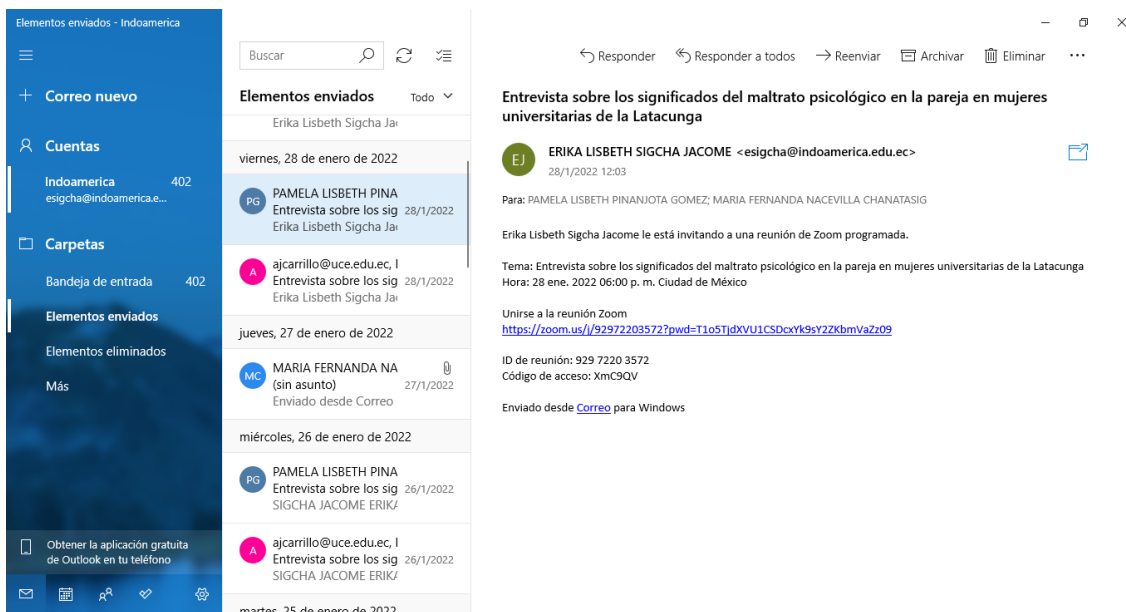 Elementos enviados - Indoamerica
Correo nuevo
Cuentas
Indoamerica 402
esigcha@indoamerica.e...
Carpetas
Bandeja de entrada 402
Elementos enviados
Elementos eliminados
Más
Obtener la aplicación gratuita
de Outlook en tu teléfono
Buscar
Elementos enviados Todo
Erika Lisbeth Sigcha Ja
viernes, 28 de enero de 2022
PG
PAMELA LISBETH PINA
Entrevista sobre los sig 28/1/2022
Erika Lisbeth Sigcha Ja
A
ajcarrillo@uce.edu.ec, l
Entrevista sobre los sig 28/1/2022
Erika Lisbeth Sigcha Ja
jueves, 27 de enero de 2022
MC
MARIA FERNANDA NA
(sin asunto) 27/1/2022
Enviado desde Correo
miércoles, 26 de enero de 2022
PG
PAMELA LISBETH PINA
Entrevista sobre los sig 26/1/2022
SIGCHA JACOME ERIKA
A
ajcarrillo@uce.edu.ec, l
Entrevista sobre los sig 26/1/2022
SIGCHA JACOME ERIKA
martes, 25 de enero de 2022
Responder Responder a todos Reenviar Archivar Eliminar ...
Entrevista sobre los significados del maltrato psicológico en la pareja en mujeres
universitarias de la Latacunga
EJ
ERIKA LISBETH SIGCHA JACOME <esigcha@indoamerica.edu.ec>
28/1/2022 12:03
Para: PAMELA LISBETH PINANJOTA GOMEZ; MARIA FERNANDA NACEVILLA CHANATASIG
Erika Lisbeth Sigcha Jacome le está invitando a una reunión de Zoom programada.
Tema: Entrevista sobre los significados del maltrato psicológico en la pareja en mujeres universitarias de la Latacunga
Hora: 28 ene. 2022 06:00 p. m. Ciudad de México
Unirse a la reunión Zoom
https://zoom.us/j/92972203572?pwd=T1o5TjdXVU1CSDcxYk9sY2ZKbmVaZz09
ID de reunión: 929 7220 3572
Código de acceso: XmC9QV
Enviado desde Correo para Windows